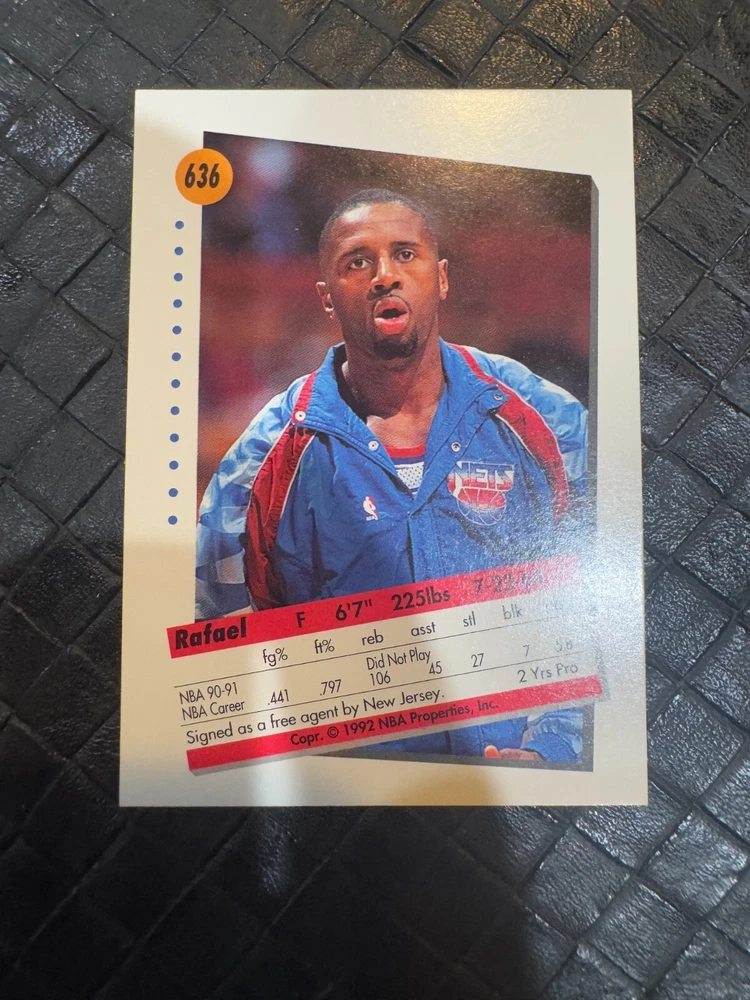 636
NETS
Rafael F 6'7" 225lbs
fg% ft% reb asst stl blk
NBA 90-91 Did Not Play
NBA Career .441 .797 106 45 27 7 5.8
Signed as a free agent by New Jersey. 2 Yrs Pro
Copr. © 1992 NBA Properties, Inc.